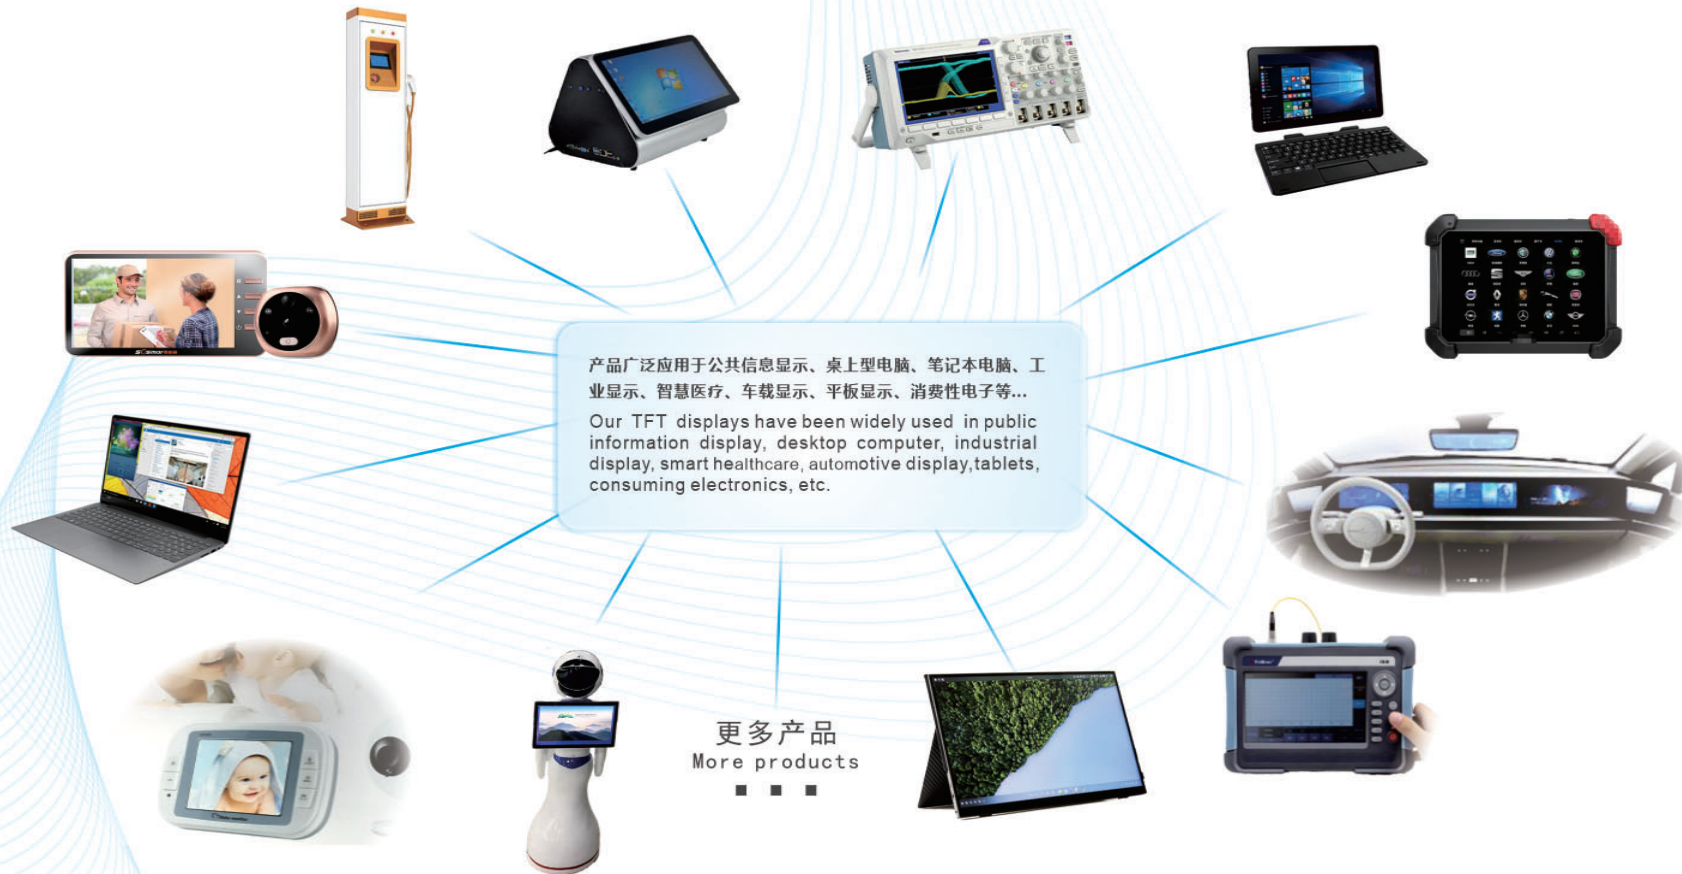 产品广泛应用于公共信息显示、桌上型电脑、笔记本电脑、工
业显示、智慧医疗、车载显示、平板显示、消费性电子等...
Our TFT displays have been widely used in public
information display, desktop computer, industrial
display, smart healthcare, automotive display,tablets,
consuming electronics, etc.
更多产品
More products